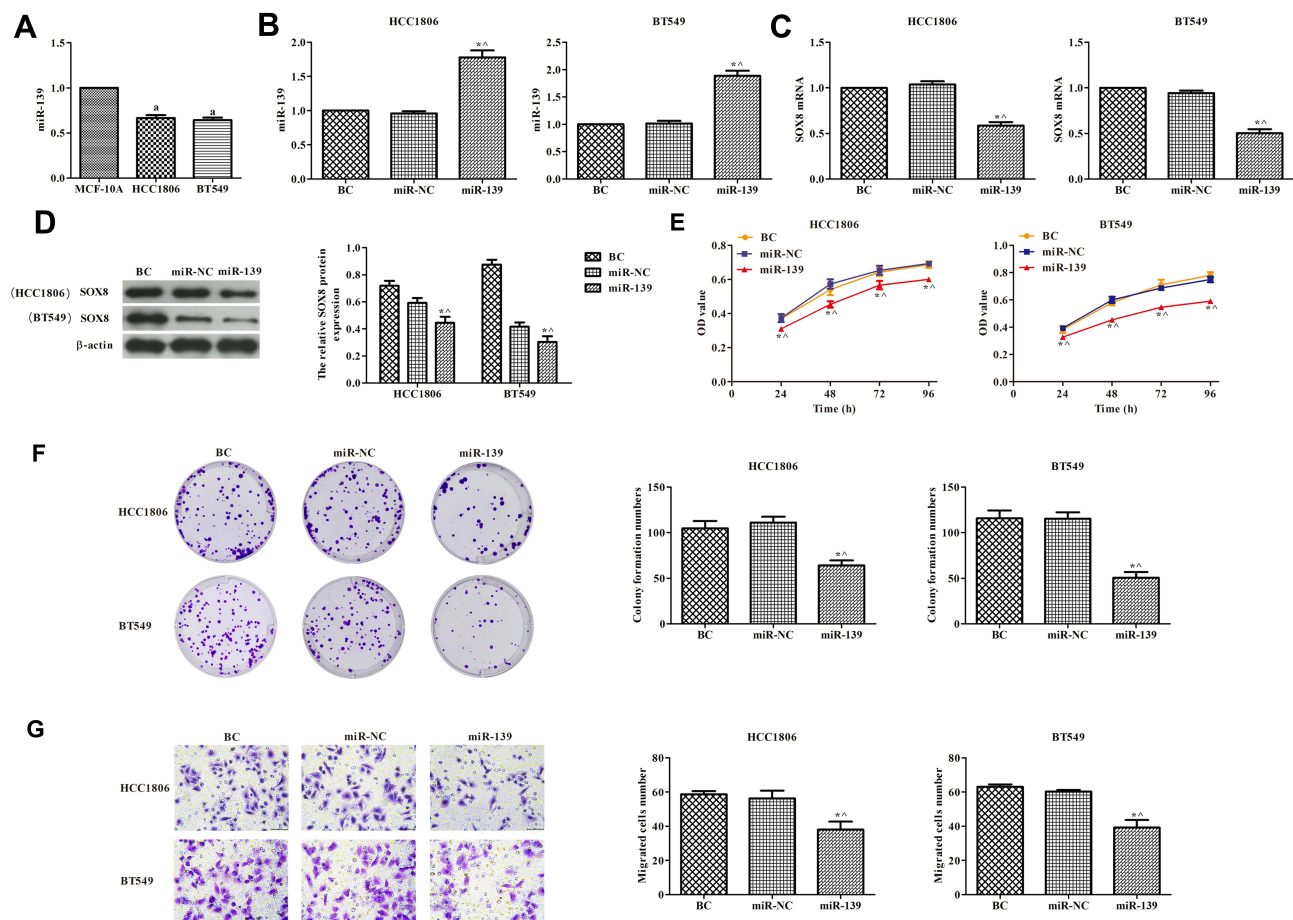 A
miR-139
1.5
1.0
0.5
0.0
a
a
MCF-10A HCC1806 BT549
B
HCC1806
miR-139
2.0
1.5
1.0
0.5
0.0
*^
BC miR-NC miR-139
BT549
miR-139
2.5
2.0
1.5
1.0
0.5
0.0
*^
BC miR-NC miR-139
C
HCC1806
SOX8 mRNA
1.5
1.0
0.5
0.0
*^
BC miR-NC miR-139
BT549
SOX8 mRNA
1.5
1.0
0.5
0.0
*^
BC miR-NC miR-139
D
BC miR-NC miR-139
(HCC1806) SOX8
(BT549) SOX8
β-actin
The relative SOX8 protein
expression
1.0
0.8
0.6
0.4
0.2
0.0
*^
*^
HCC1806 BT549
BC
miR-NC
miR-139
E
HCC1806
BC
miR-NC
miR-139
OD value
0.8
0.6
0.4
0.2
0.0
*^
*^
*^
*^
0 24 48 72 96
Time (h)
BT549
BC
miR-NC
miR-139
OD value
1.0
0.8
0.6
0.4
0.2
0.0
*^
*^
*^
*^
0 24 48 72 96
Time (h)
F
BC miR-NC miR-139
HCC1806
BT549
HCC1806
Colony formation numbers
150
100
50
0
*^
BC miR-NC miR-139
BT549
Colony formation numbers
150
100
50
0
*^
BC miR-NC miR-139
G
BC miR-NC miR-139
HCC1806
BT549
HCC1806
Migrated cells number
80
60
40
20
0
*^
BC miR-NC miR-139
BT549
Migrated cells number
80
60
40
20
0
*^
BC miR-NC miR-139